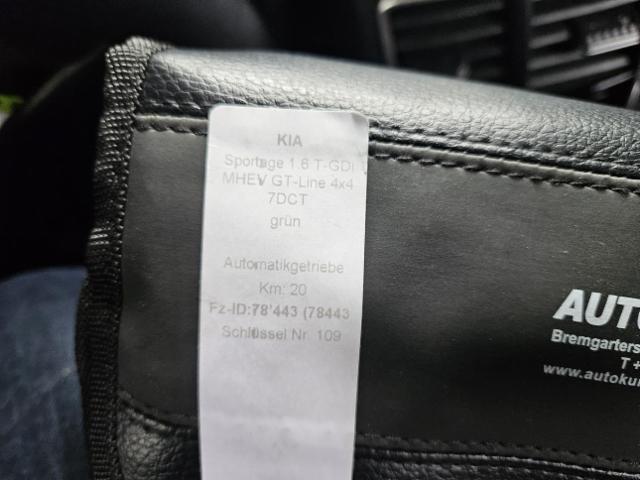 KIA
Sportage 1.6 T-GDi
MHEV GT-Line 4x4
7DCT
grün
Automatikgetriebe
Km: 20
Fz-ID:78'443 (78443
Schlüssel Nr. 109
AUTO
Bremgarters
T +
www.autokun